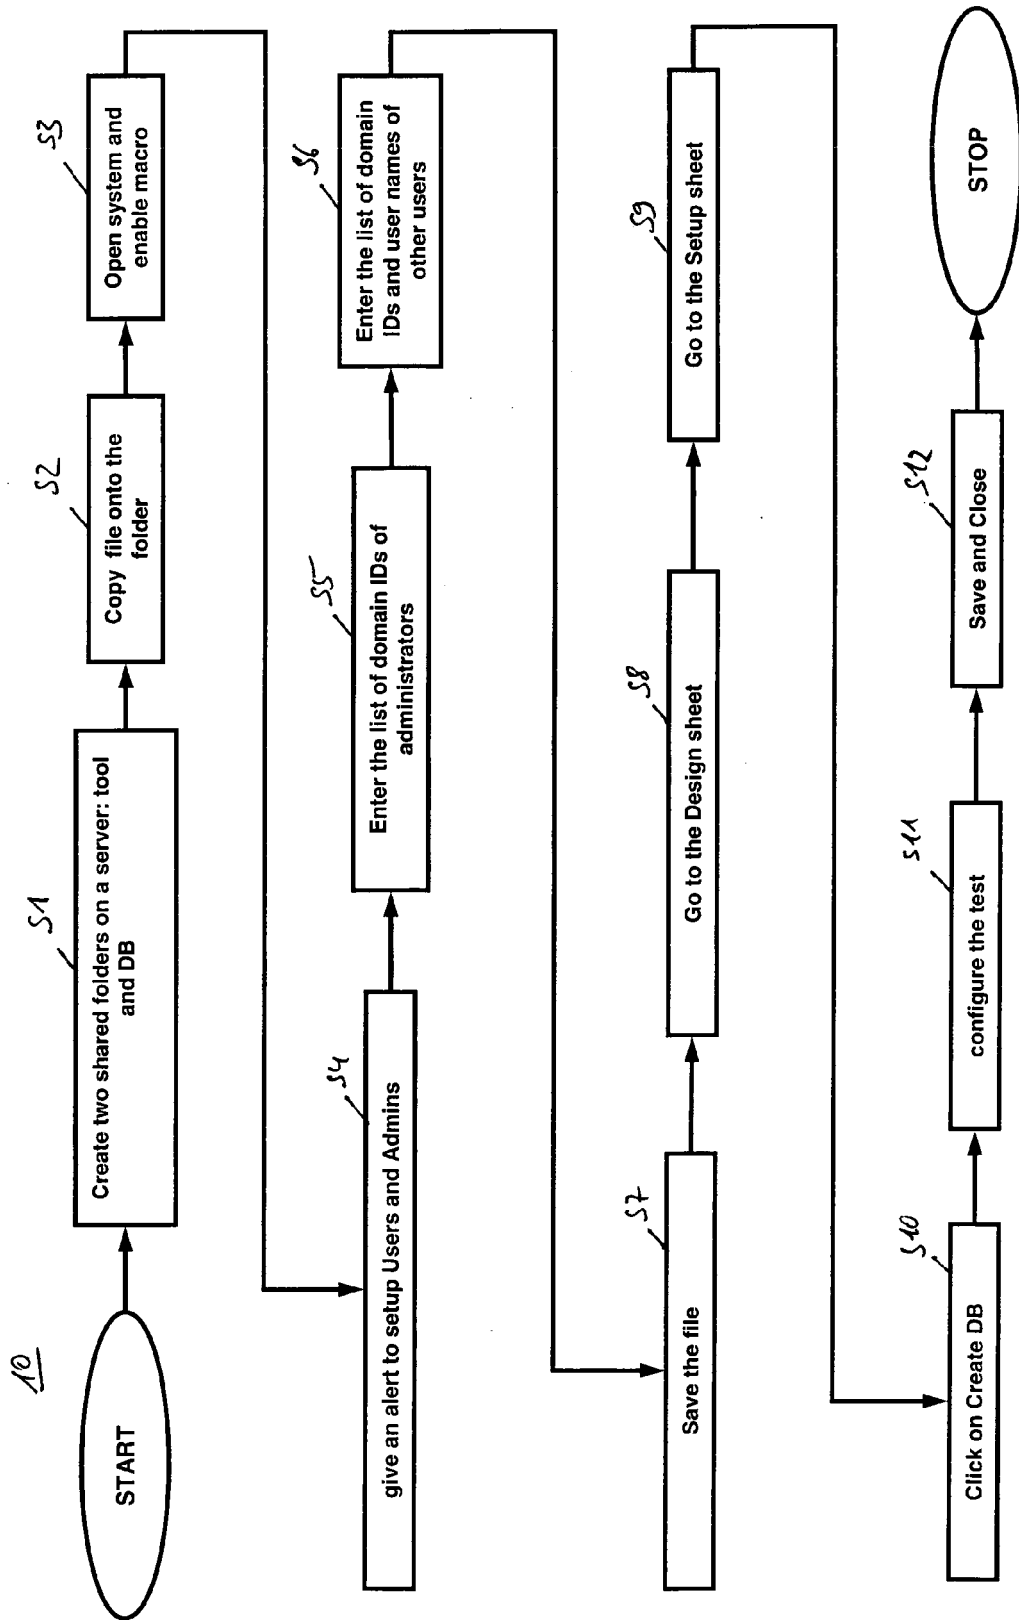 10
START
S1
Create two shared folders on a server: tool
and DB
S2
Copy file onto the
folder
S3
Open system and
enable macro
S4
give an alert to setup Users and Admins
S5
Enter the list of domain IDs of
administrators
S6
Enter the list of domain
IDs and user names of
other users
S7
Save the file
S8
Go to the Design sheet
S9
Go to the Setup sheet
S10
Click on Create DB
S11
configure the test
S12
Save and Close
STOP